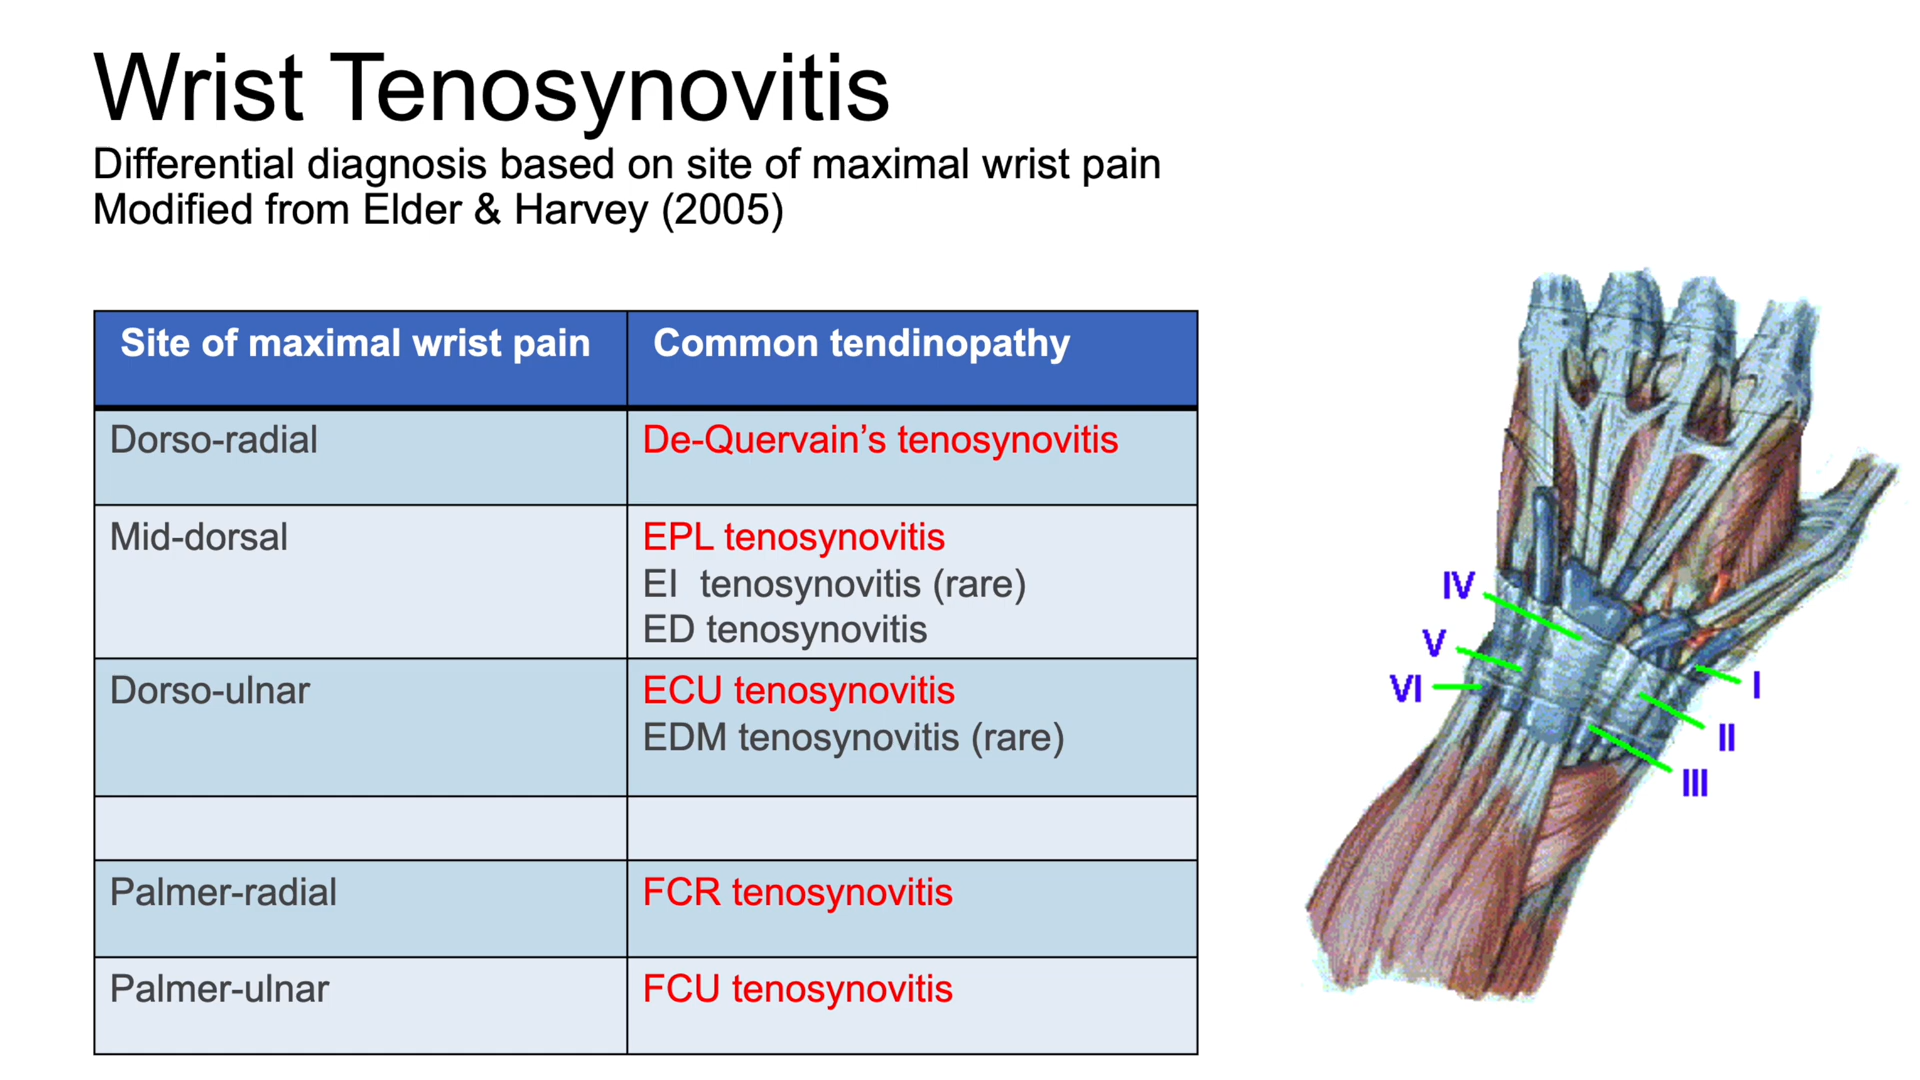 Wrist Tenosynovitis
Differential diagnosis based on site of maximal wrist pain
Modified from Elder & Harvey (2005)
Site of maximal wrist pain
Common tendinopathy
Dorso-radial
De-Quervain’s tenosynovitis
Mid-dorsal
EPL tenosynovitis
EI  tenosynovitis (rare)
ED tenosynovitis
Dorso-ulnar
ECU tenosynovitis
EDM tenosynovitis (rare)
Palmer-radial
FCR tenosynovitis
Palmer-ulnar
FCU tenosynovitis
IV
V
VI
I
II
III